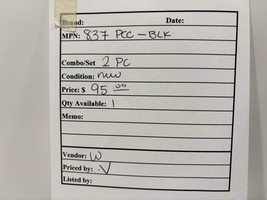 Brand: Date:
MPN: 837 PCC - BLK
Combo/Set 2 PC
Condition: new
Price: $ 95 00
Qty Available: 1
Memo:
Vendor: W
Priced by: V
Listed by: